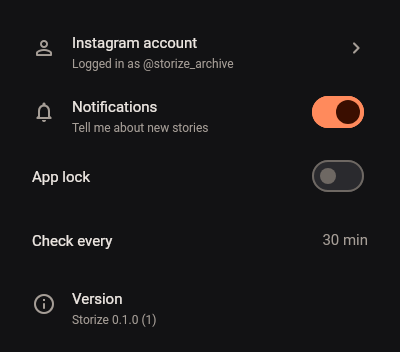 Instagram account
Logged in as @storize_archive
Notifications
Tell me about new stories
App lock
Check every
30 min
Version
Storize 0.1.0 (1)